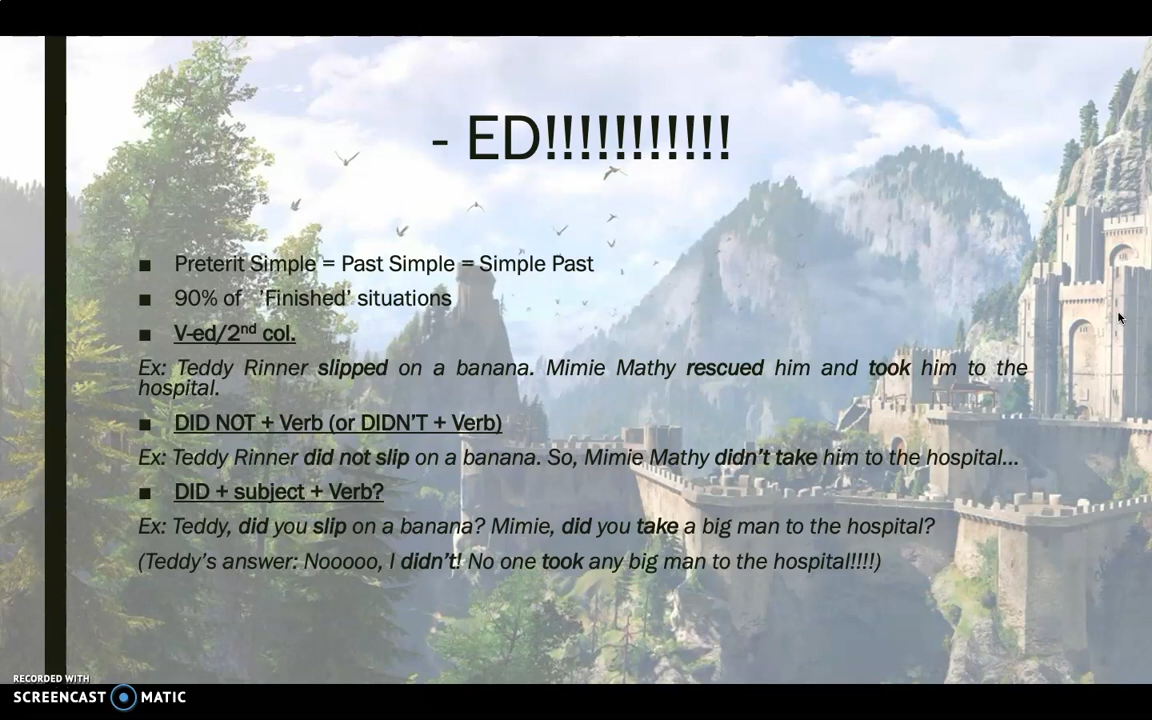 - ED!!!!!!!!!!!
▪ Preterit Simple = Past Simple = Simple Past
▪ 90% of 'Finished' situations
▪ V-ed/2nd col.
Ex: Teddy Rinner slipped on a banana. Mimie Mathy rescued him and took him to the
hospital.
▪ DID NOT + Verb (or DIDN'T + Verb)
Ex: Teddy Rinner did not slip on a banana. So, Mimie Mathy didn't take him to the hospital...
▪ DID + subject + Verb?
Ex: Teddy, did you slip on a banana? Mimie, did you take a big man to the hospital?
(Teddy's answer: Nooooo, I didn't! No one took any big man to the hospital!!!!)
RECORDED WITH
SCREENCAST MATIC